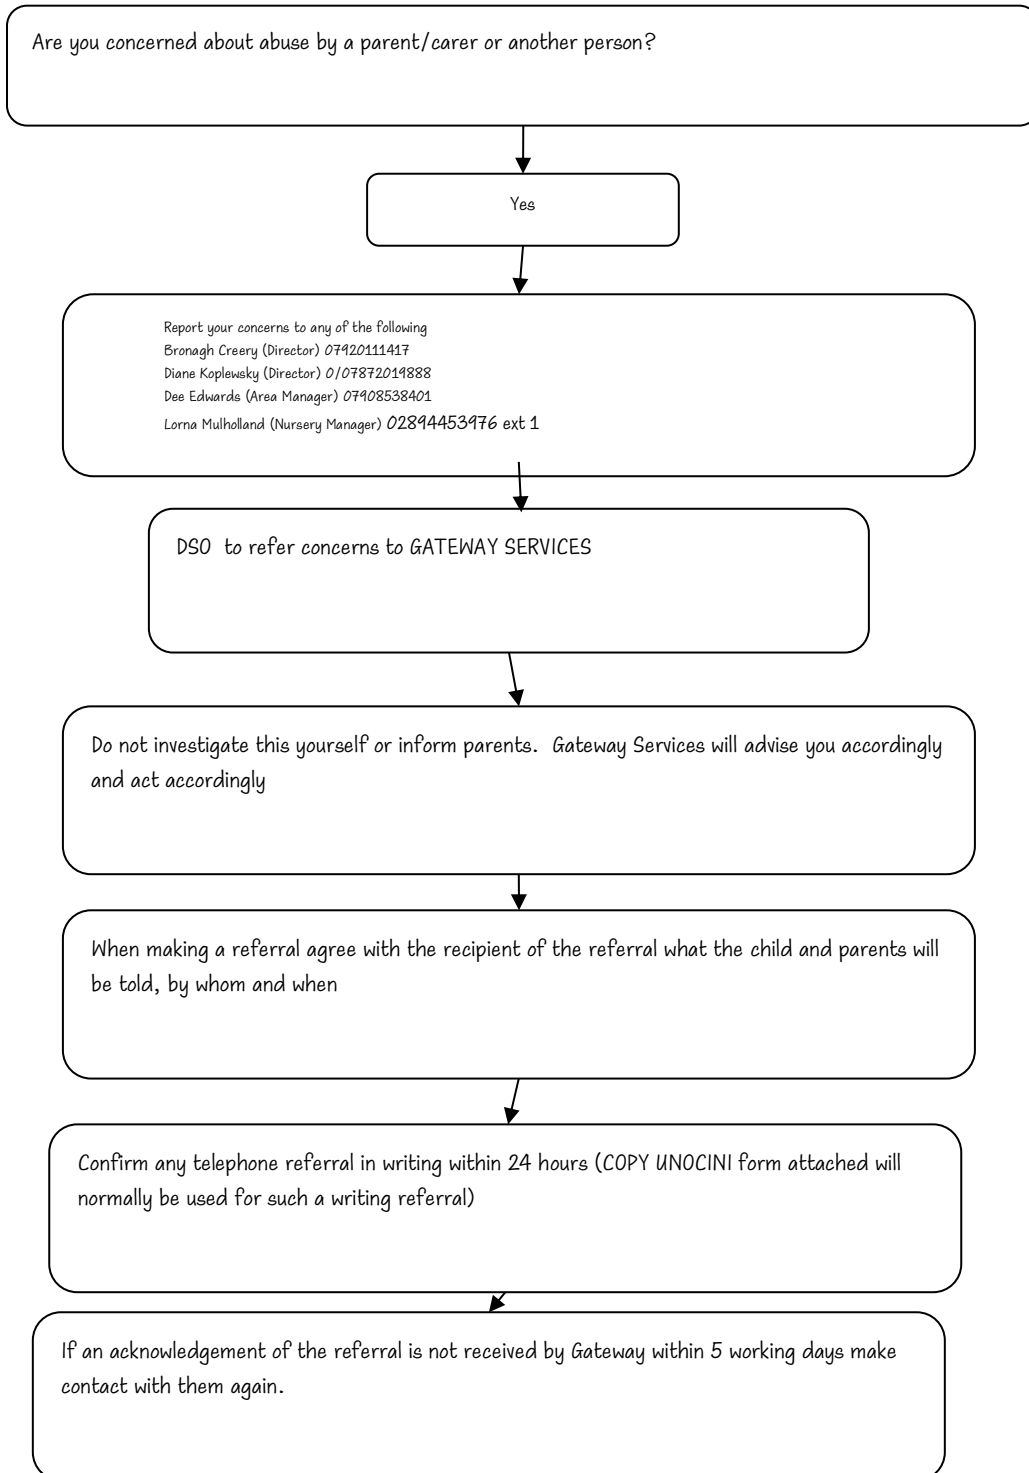 Are you concerned about abuse by a parent/carer or another person?
Yes
Report your concerns to any of the following
Bronagh Creery (Director) 07920111417
Diane Koplewsky (Director) 0/07872019888
Dee Edwards (Area Manager) 07908538401
Lorna Mulholland (Nursery Manager) 02894453976 ext 1
DSO to refer concerns to GATEWAY SERVICES
Do not investigate this yourself or inform parents. Gateway Services will advise you accordingly
and act accordingly
When making a referral agree with the recipient of the referral what the child and parents will
be told, by whom and when
Confirm any telephone referral in writing within 24 hours (COPY UNOCINI form attached will
normally be used for such a writing referral)
If an acknowledgement of the referral is not received by Gateway within 5 working days make
contact with them again.